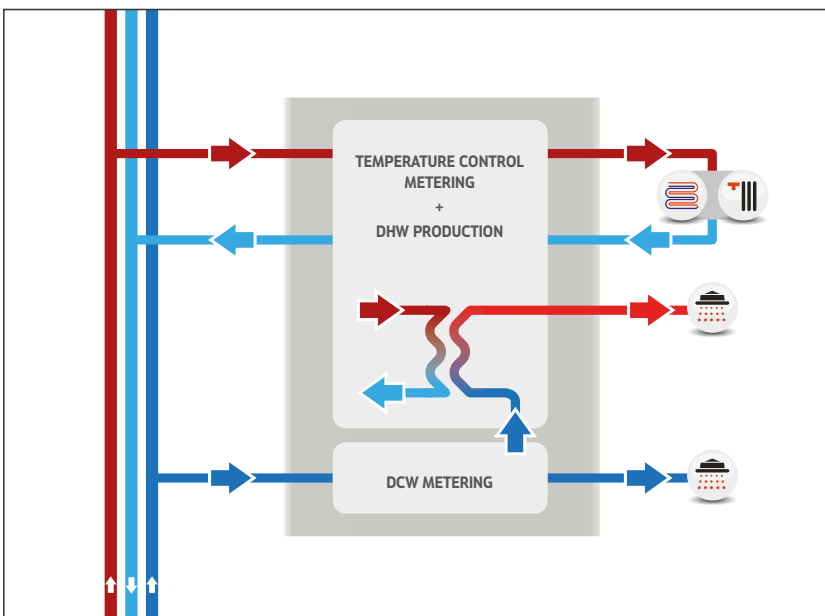 TEMPERATURE CONTROL
METERING
+
DHW PRODUCTION
DCW METERING